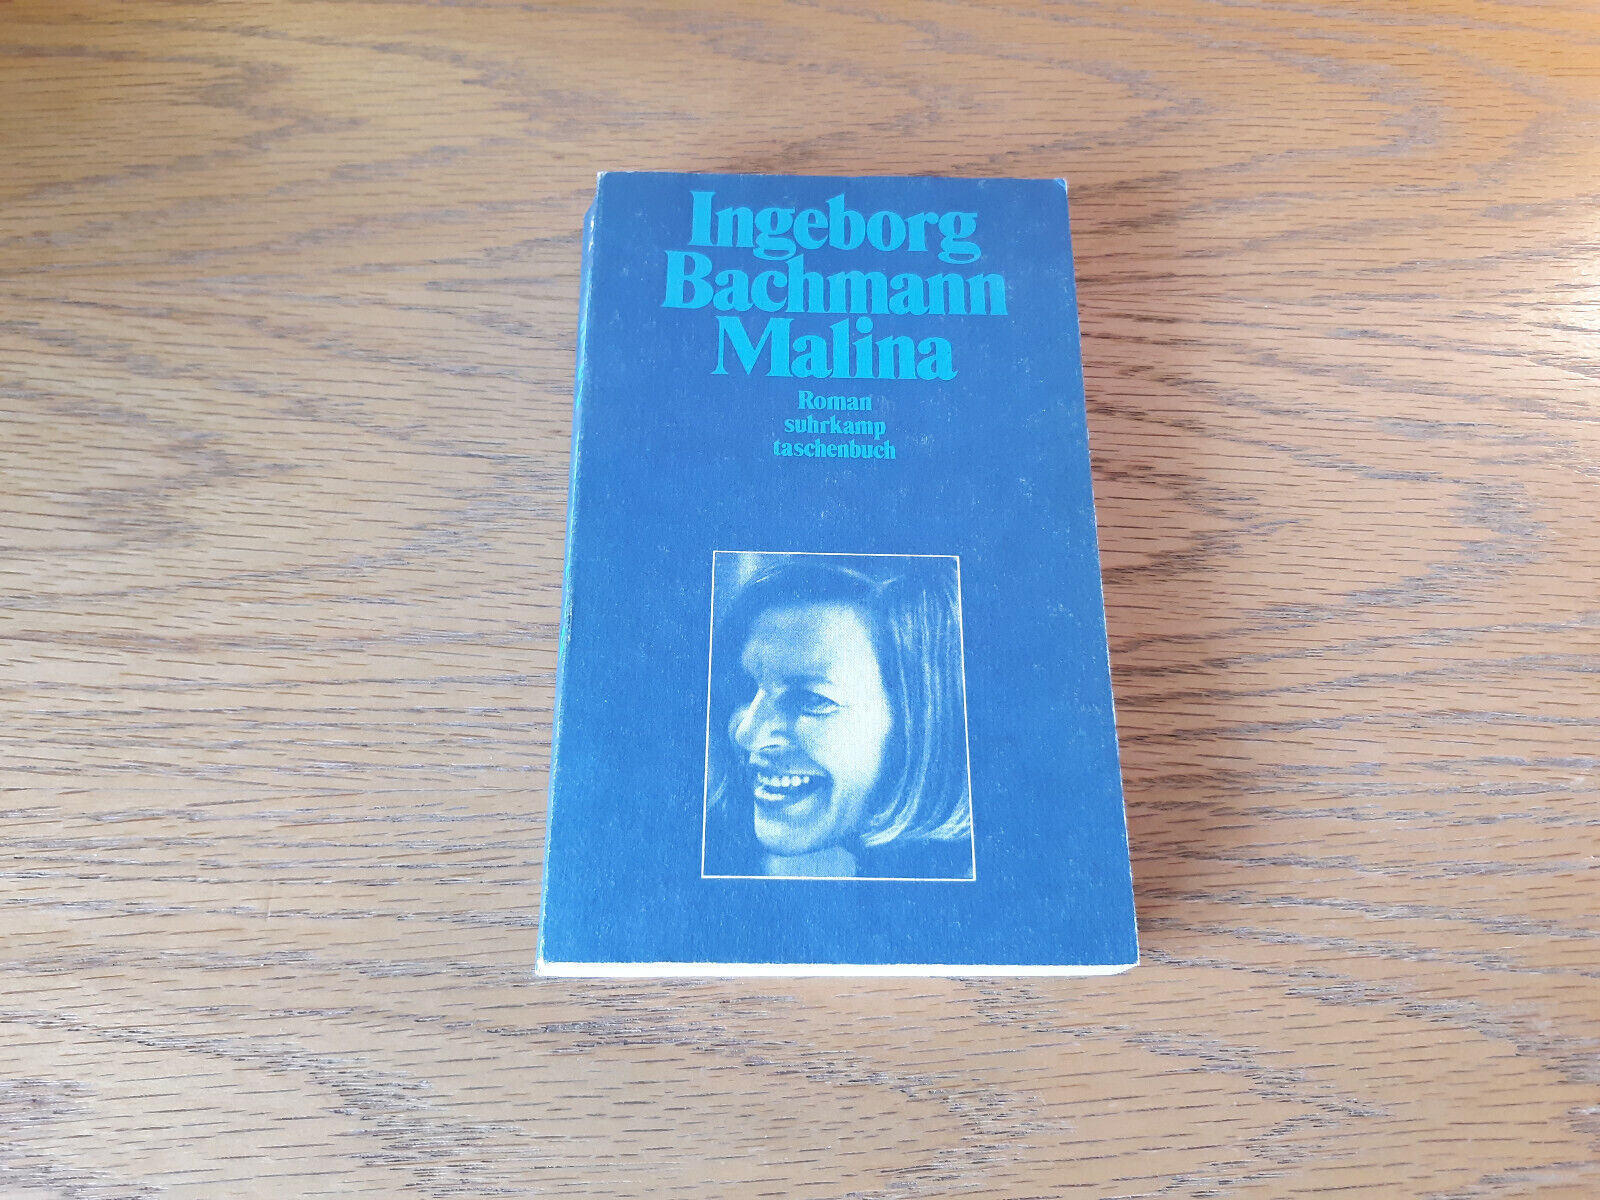 Ingeborg
Bachmann
Malina
Roman
suhrkamp
taschenbuch